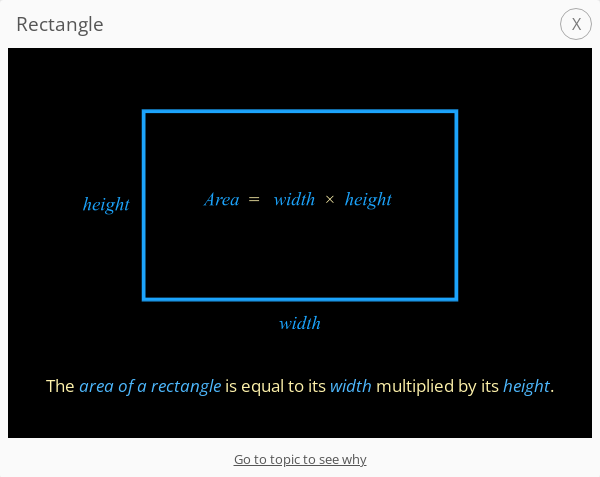 Rectangle
X
Area = width × height
height
width
The area of a rectangle is equal to its width multiplied by its height.
Go to topic to see why